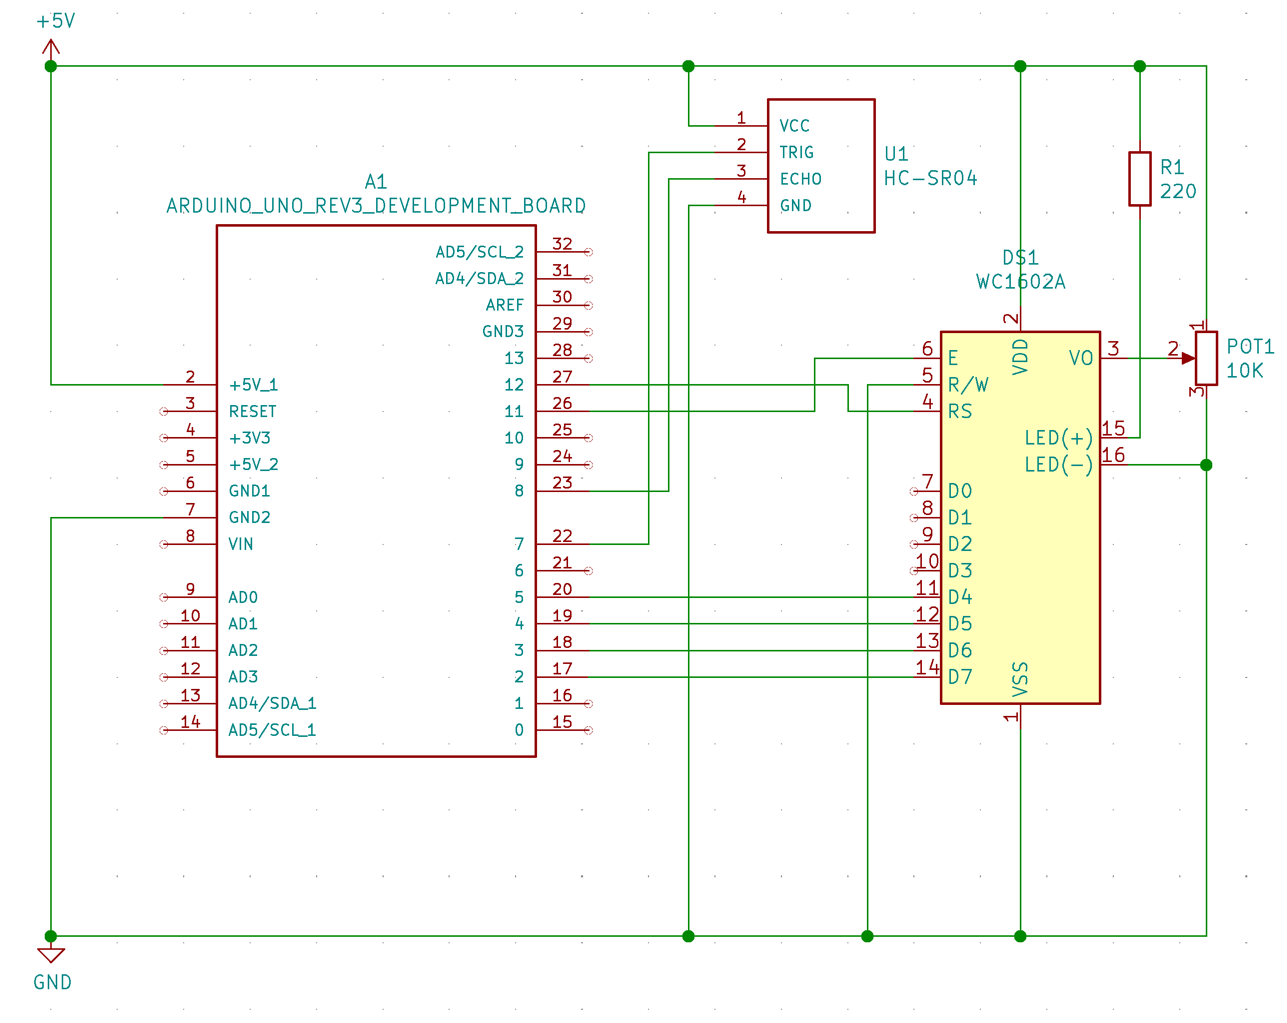 +5V
A1
ARDUINO_UNO_REV3_DEVELOPMENT_BOARD
2 +5V_1
3 RESET
4 +3V3
5 +5V_2
6 GND1
7 GND2
8 VIN
9 AD0
10 AD1
11 AD2
12 AD3
13 AD4/SDA_1
14 AD5/SCL_1
AD5/SCL_2 32
AD4/SDA_2 31
AREF 30
GND3 29
13 28
12 27
11 26
10 25
9 24
8 23
7 22
6 21
5 20
4 19
3 18
2 17
1 16
0 15
1 VCC
2 TRIG
3 ECHO
4 GND
U1
HC-SR04
R1
220
DS1
WC1602A
2
VDD
6 E
5 R/W
4 RS
7 D0
8 D1
9 D2
10 D3
11 D4
12 D5
13 D6
14 D7
VO 3
LED(+) 15
LED(-) 16
VSS
1
1
2
3
POT1
10K
GND